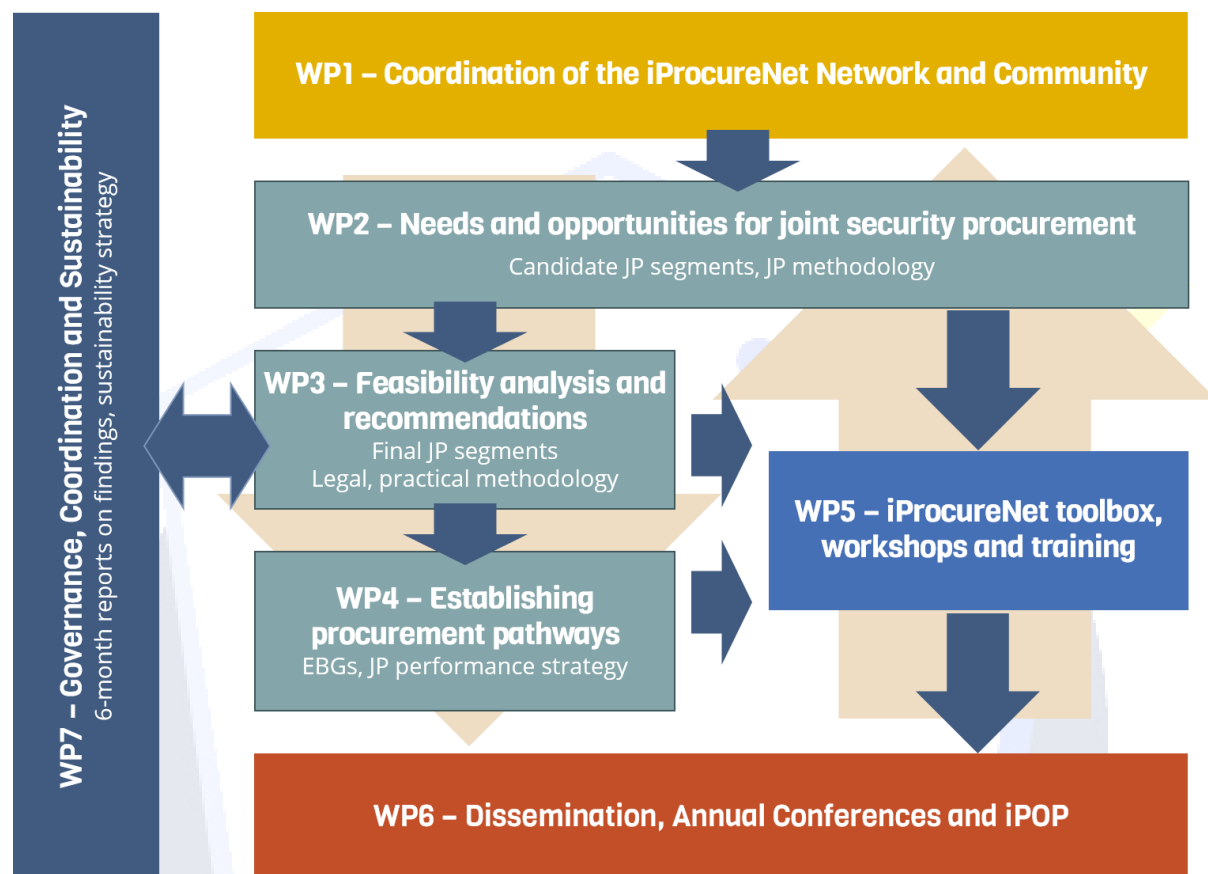 WP7 – Governance, Coordination and Sustainability
6-month reports on findings, sustainability strategy
WP1 – Coordination of the iProcureNet Network and Community
WP2 – Needs and opportunities for joint security procurement
Candidate JP segments, JP methodology
WP3 – Feasibility analysis and
recommendations
Final JP segments
Legal, practical methodology
WP4 – Establishing
procurement pathways
EBGs, JP performance strategy
WP5 – iProcureNet toolbox,
workshops and training
WP6 – Dissemination, Annual Conferences and iPOP